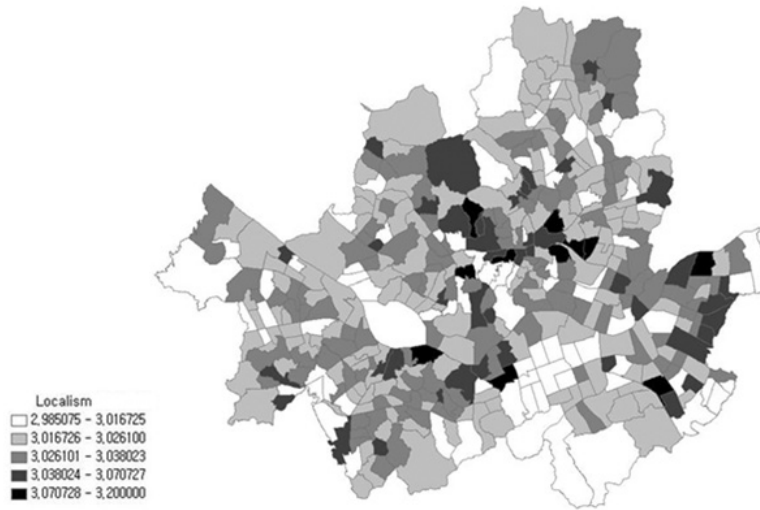 Localism
2,985075 - 3,016725
3,016726 - 3,026100
3,026101 - 3,038023
3,038024 - 3,070727
3,070728 - 3,200000